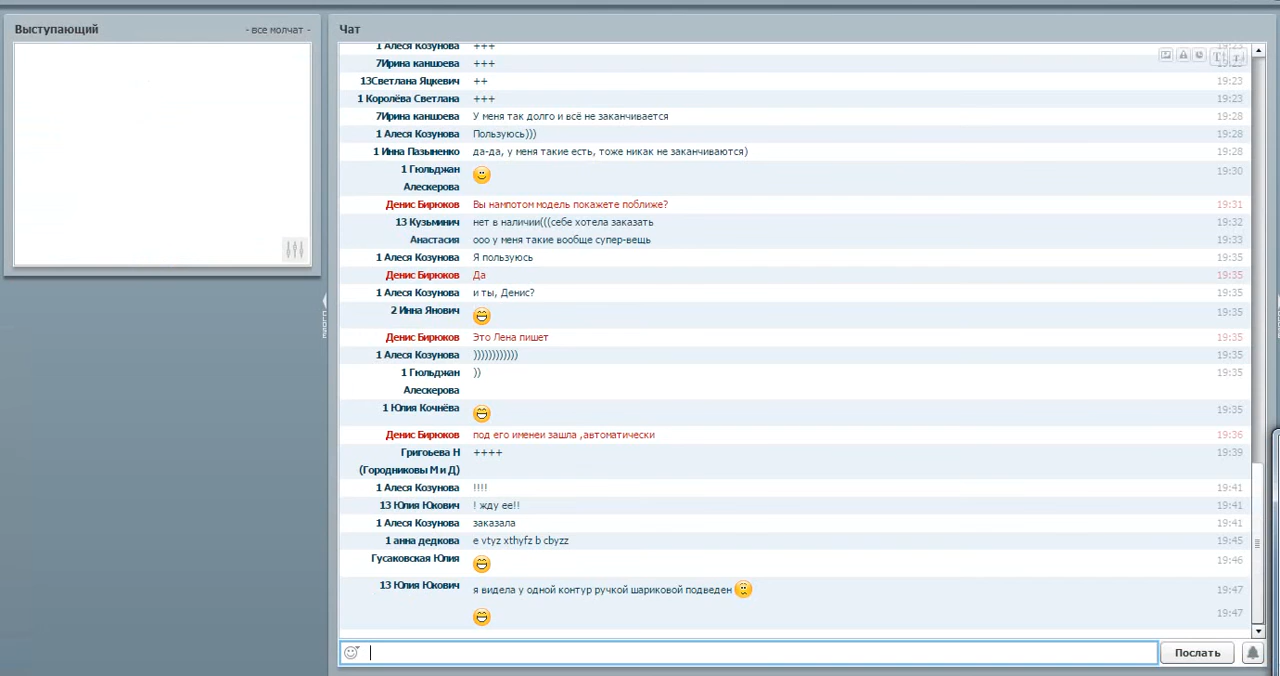 Выступающий - все молчат -
Чат
1 Алеся Козунова +++ 19:23
7Ирина каншоева +++ 19:23
13Светлана Яцкевич ++ 19:23
1 Королёва Светлана +++ 19:23
7Ирина каншоева У меня так долго и всё не заканчивается 19:28
1 Алеся Козунова Пользуюсь))) 19:28
1 Инна Пазыненко да-да, у меня такие есть, тоже никак не заканчиваются) 19:28
1 Гюльджан 19:30
Алескерова
Денис Бирюков Вы нампотом модель покажете поближе? 19:31
13 Кузьминич нет в наличии(((себе хотела заказать 19:32
Анастасия ооо у меня такие вообще супер-вещь 19:33
1 Алеся Козунова Я пользуюсь 19:35
Денис Бирюков Да 19:35
1 Алеся Козунова и ты, Денис? 19:35
2 Инна Янович 19:35
Денис Бирюков Это Лена пишет 19:35
1 Алеся Козунова )))))))))))) 19:35
1 Гюльджан )) 19:35
Алескерова
1 Юлия Кочнёва 19:35
Денис Бирюков под его именеи зашла ,автоматически 19:36
Григоьева Н ++++ 19:39
(Городниковы М и Д)
1 Алеся Козунова !!!! 19:41
13 Юлия Юкович ! жду ее!! 19:41
1 Алеся Козунова заказала 19:41
1 анна дедкова e vtyz xthyfz b cbyzz 19:45
Гусаковская Юлия 19:46
13 Юлия Юкович я видела у одной контур ручкой шариковой подведен 19:47
19:47
Послать